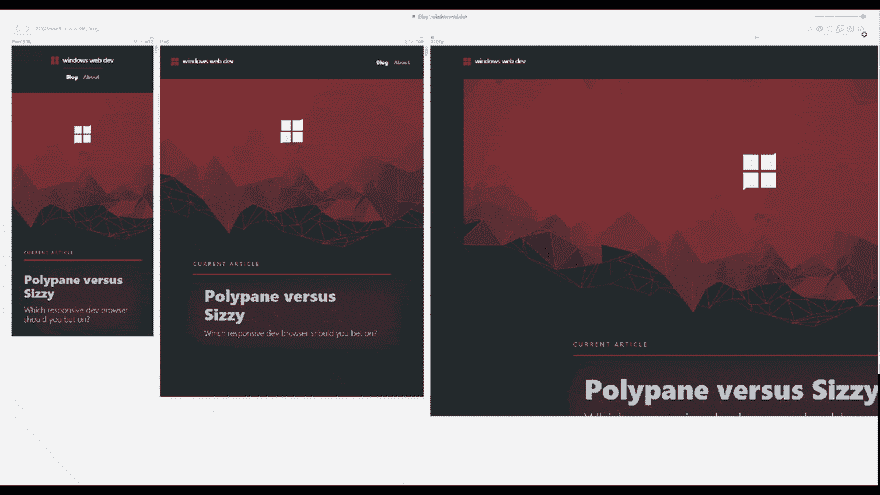 windows web dev
Blog About
CURRENT ARTICLE
Polypane versus
Sizzy
Which responsive dev browser
should you bet on?
windows web dev
Blog About
CURRENT ARTICLE
Polypane versus
Sizzy
Which responsive dev browser should you bet on?
windows web dev
CURRENT ARTICLE
Polypane versus Sizzy